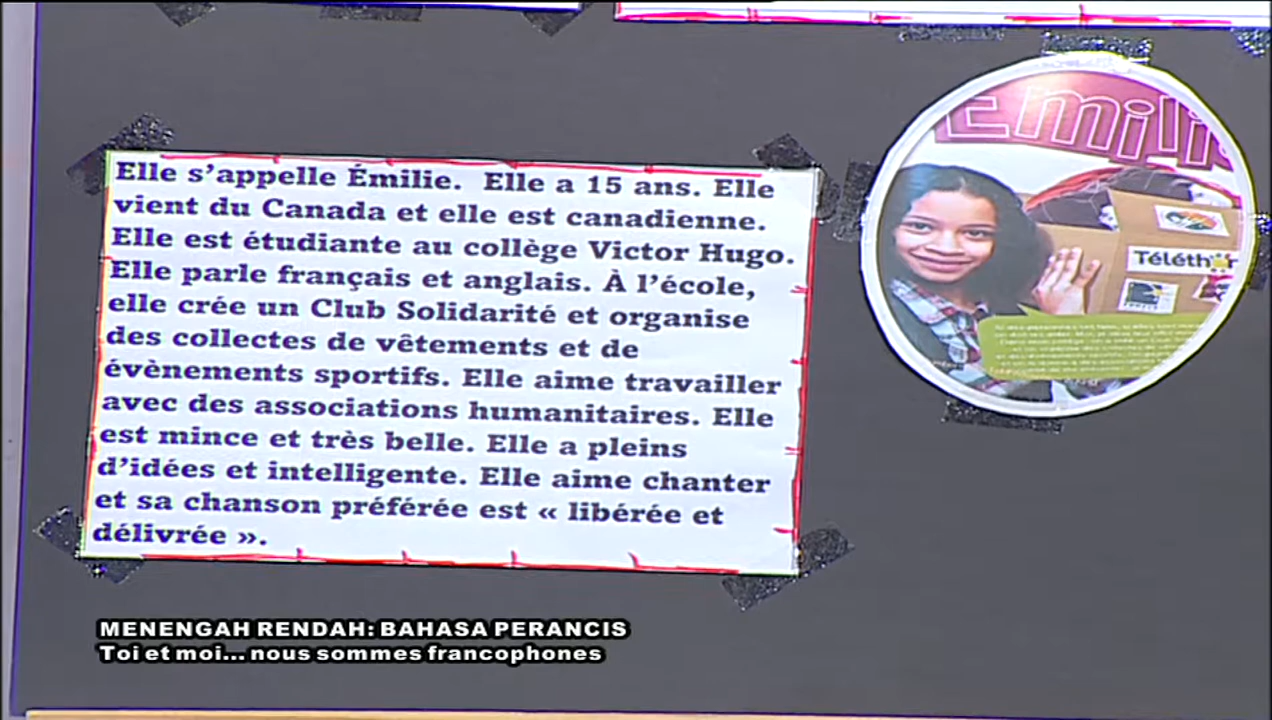 Elle s'appelle Émilie. Elle a 15 ans. Elle
vient du Canada et elle est canadienne.
Elle est étudiante au collège Victor Hugo.
Elle parle français et anglais. À l'école,
elle crée un Club Solidarité et organise
des collectes de vêtements et de
évènements sportifs. Elle aime travailler
avec des associations humanitaires. Elle
est mince et très belle. Elle a pleins
d'idées et intelligente. Elle aime chanter
et sa chanson préférée est « libérée et
délivrée ».
Emilie
Téléth
MENENGAH RENDAH: BAHASA PERANCIS
Toi et moi... nous sommes francophones